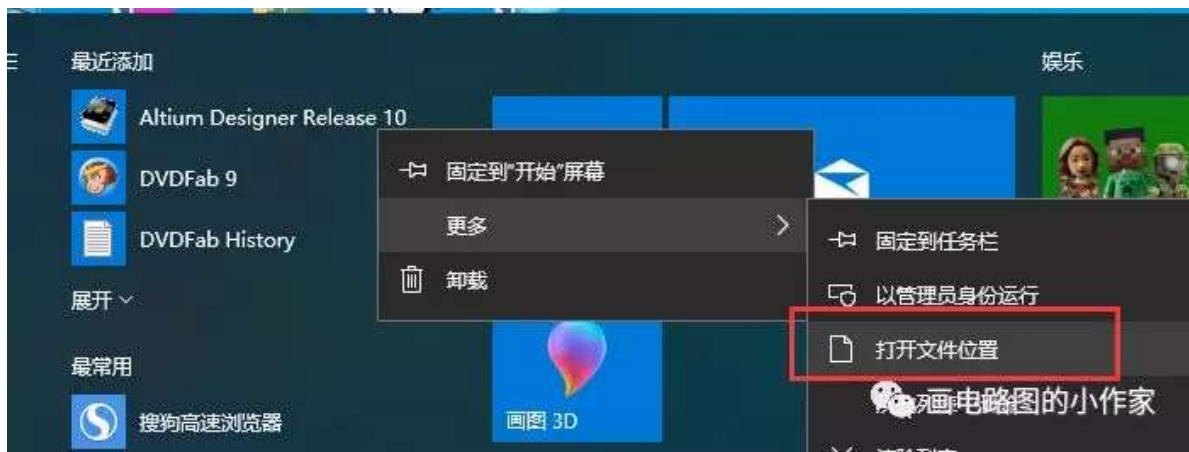 最近添加
娱乐
Altium Designer Release 10
DVDFab 9
DVDFab History
展开
最常用
搜狗高速浏览器
固定到"开始"屏幕
更多
卸载
画图 3D
固定到任务栏
以管理员身份运行
打开文件位置
画电路图的小作家